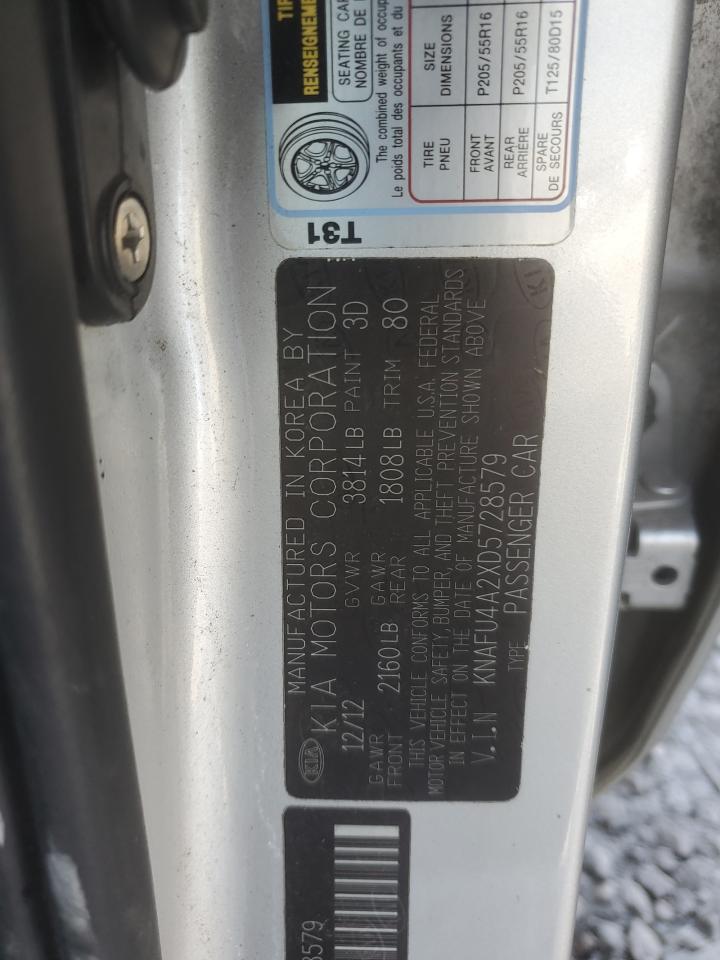 TIR
RENSEIGNEME
SEATING CAP
NOMBRE DE P
The combined weight of occup
Le poids total des occupants et du
TIRE
PNEU
SIZE
DIMENSIONS
FRONT
AVANT
P205/55R16
REAR
ARRIÈRE
P205/55R16
SPARE
DE SECOURS
T125/80D15
T31
KIA
MANUFACTURED IN KOREA BY
KIA MOTORS CORPORATION
12/12 GVWR 3814LB PAINT 3D
GAWR FRONT 2160LB GAWR REAR 1808LB TRIM 80
THIS VEHICLE CONFORMS TO ALL APPLICABLE U.S.A. FEDERAL
MOTOR VEHICLE SAFETY, BUMPER, AND THEFT PREVENTION STANDARDS
IN EFFECT ON THE DATE OF MANUFACTURE SHOWN ABOVE
V.I.N KNAFU4A2XD5728579
TYPE PASSENGER CAR
8579